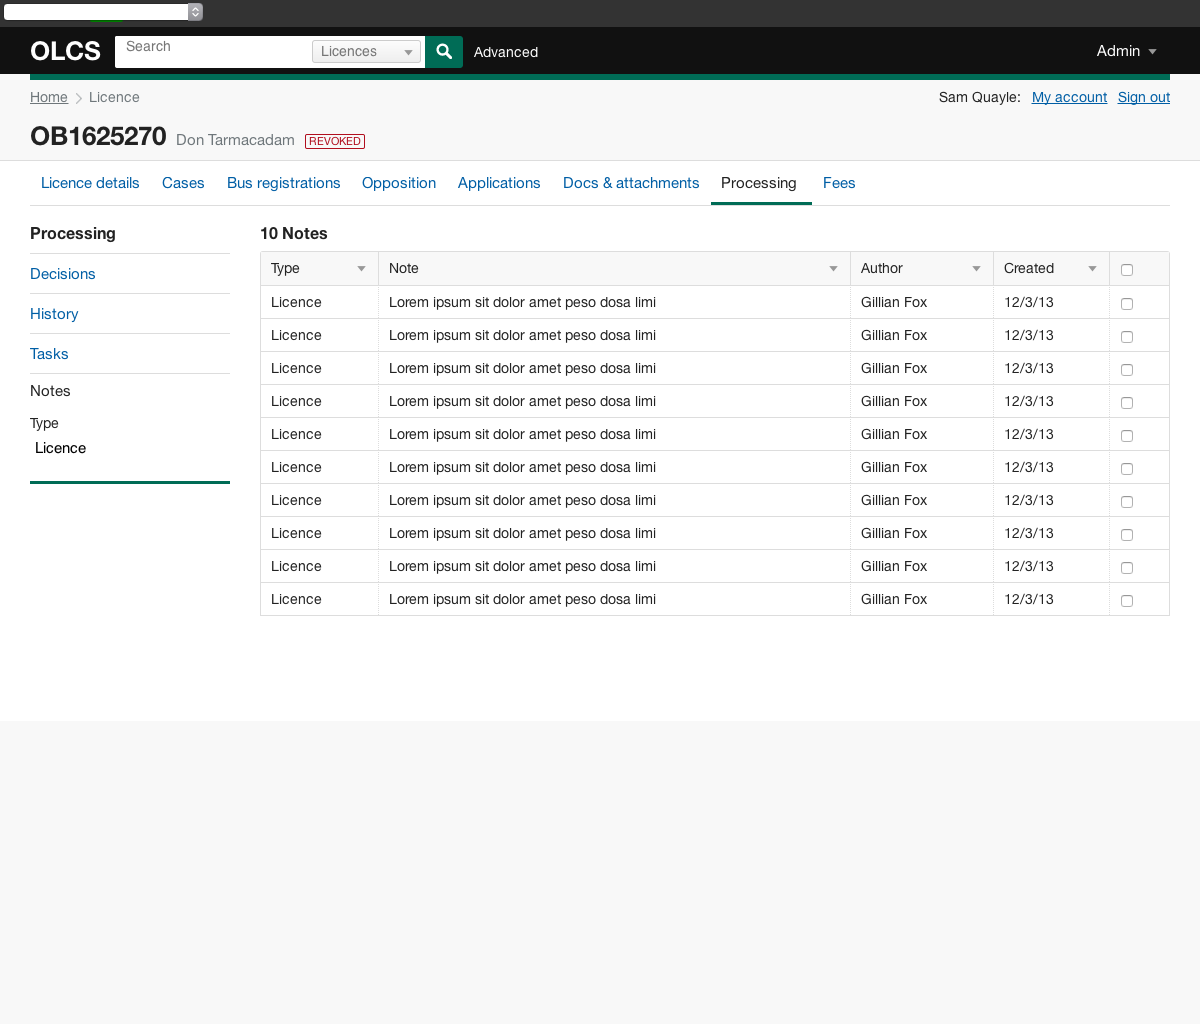 OLCS Search Licences Advanced Admin
Home Licence Sam Quayle: My account Sign out
OB1625270 Don Tarmacadam REVOKED
Licence details Cases Bus registrations Opposition Applications Docs & attachments Processing Fees
Processing
Decisions
History
Tasks
Notes
Type
Licence
10 Notes
Type Note Author Created
Licence Lorem ipsum sit dolor amet peso dosa limi Gillian Fox 12/3/13
Licence Lorem ipsum sit dolor amet peso dosa limi Gillian Fox 12/3/13
Licence Lorem ipsum sit dolor amet peso dosa limi Gillian Fox 12/3/13
Licence Lorem ipsum sit dolor amet peso dosa limi Gillian Fox 12/3/13
Licence Lorem ipsum sit dolor amet peso dosa limi Gillian Fox 12/3/13
Licence Lorem ipsum sit dolor amet peso dosa limi Gillian Fox 12/3/13
Licence Lorem ipsum sit dolor amet peso dosa limi Gillian Fox 12/3/13
Licence Lorem ipsum sit dolor amet peso dosa limi Gillian Fox 12/3/13
Licence Lorem ipsum sit dolor amet peso dosa limi Gillian Fox 12/3/13
Licence Lorem ipsum sit dolor amet peso dosa limi Gillian Fox 12/3/13